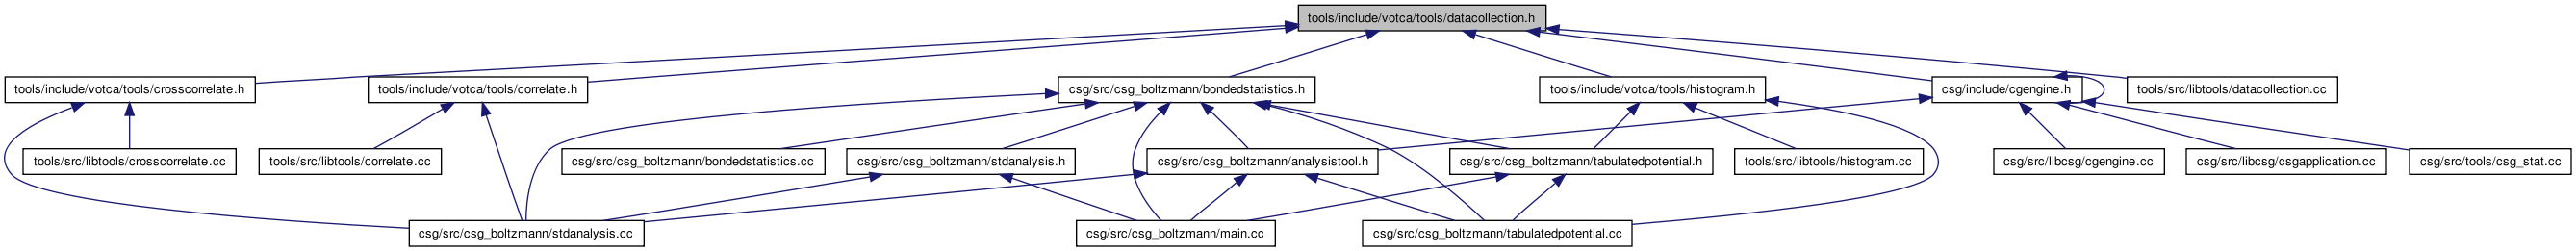 tools/include/votca/tools/datacollection.h
tools/include/votca/tools/crosscorrelate.h
tools/include/votca/tools/correlate.h
csg/src/csg_boltzmann/bondedstatistics.h
tools/include/votca/tools/histogram.h
csg/include/cgengine.h
tools/src/libtools/datacollection.cc
tools/src/libtools/crosscorrelate.cc
tools/src/libtools/correlate.cc
csg/src/csg_boltzmann/bondedstatistics.cc
csg/src/csg_boltzmann/stdanalysis.h
csg/src/csg_boltzmann/analysistool.h
csg/src/csg_boltzmann/tabulatedpotential.h
tools/src/libtools/histogram.cc
csg/src/libcsg/cgengine.cc
csg/src/libcsg/csgapplication.cc
csg/src/tools/csg_stat.cc
csg/src/csg_boltzmann/stdanalysis.cc
csg/src/csg_boltzmann/main.cc
csg/src/csg_boltzmann/tabulatedpotential.cc